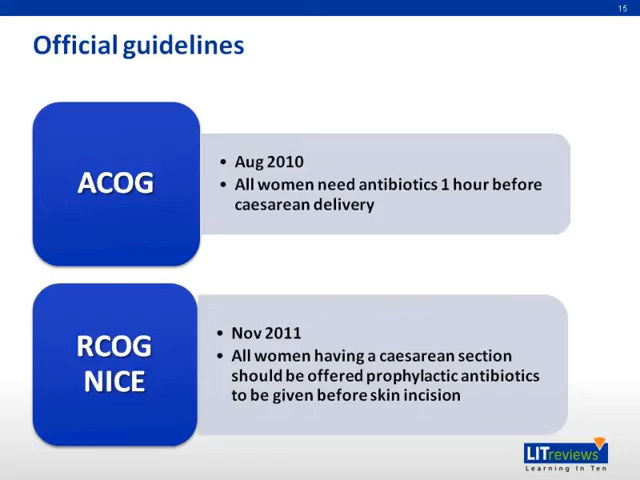 15
Official guidelines
ACOG
• Aug 2010
• All women need antibiotics 1 hour before
caesarean delivery
RCOG
NICE
• Nov 2011
• All women having a caesarean section
should be offered prophylactic antibiotics
to be given before skin incision
LITreviews
Learning In Ten